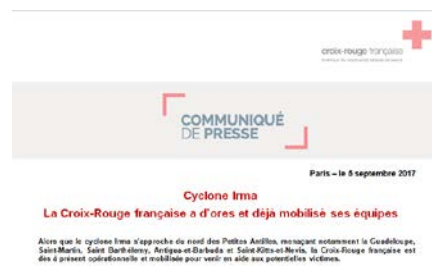 croix-rouge française
COMMUNIQUÉ
DE PRESSE
Paris – le 5 septembre 2017
Cyclone Irma
La Croix-Rouge française a d'ores et déjà mobilisé ses équipes
Alors que le cyclone Irma s'approche du nord des Petites Antilles, menaçant notamment la Guadeloupe,
Saint-Martin, Saint Barthélemy, Antigua-et-Barbuda et Saint-Kitts-et-Nevis, la Croix-Rouge française est
dès à présent opérationnelle et mobilisée pour venir en aide aux potentielles victimes.